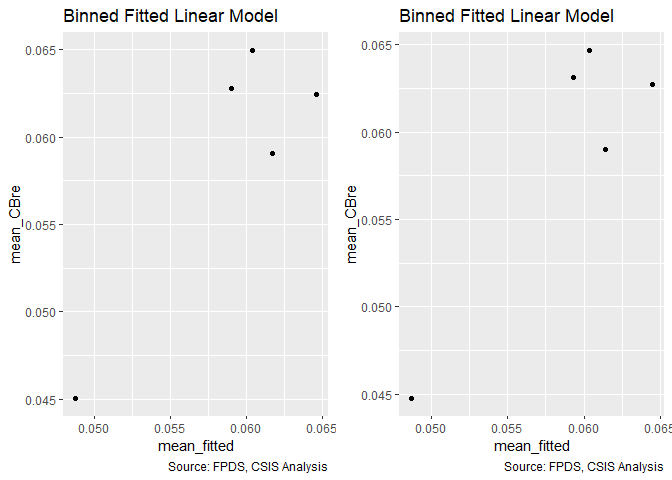 Binned Fitted Linear Model
0.065
0.060
0.055
0.050
0.045
mean_CBre
0.050 0.055 0.060 0.065
mean_fitted
Source: FPDS, CSIS Analysis
Binned Fitted Linear Model
0.065
0.060
0.055
0.050
0.045
mean_CBre
0.050 0.055 0.060 0.065
mean_fitted
Source: FPDS, CSIS Analysis